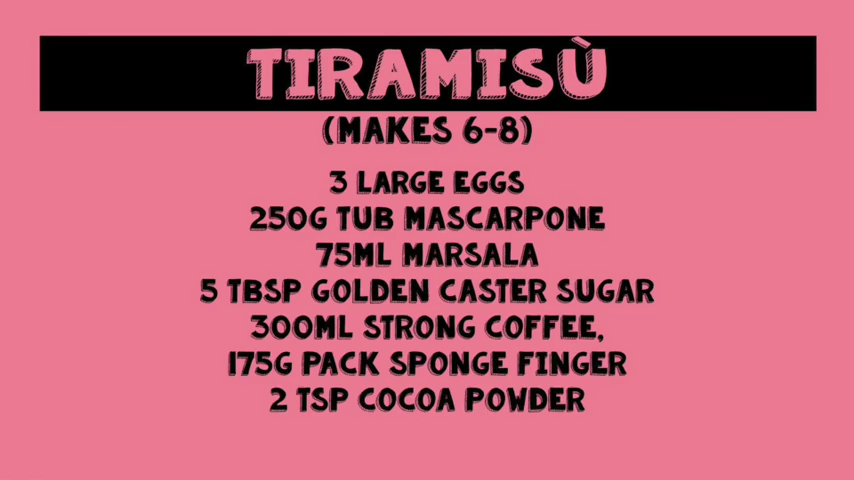 TIRAMISÙ
(MAKES 6-8)
3 LARGE EGGS
250G TUB MASCARPONE
75ML MARSALA
5 TBSP GOLDEN CASTER SUGAR
300ML STRONG COFFEE,
175G PACK SPONGE FINGER
2 TSP COCOA POWDER